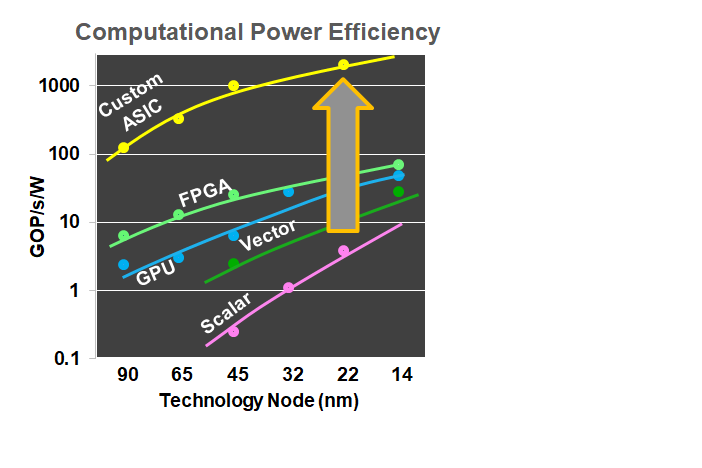 Computational Power Efficiency
1000
100
10
1
0.1
GOP/s/W
Custom
ASIC
FPGA
GPU
Vector
Scalar
90 65 45 32 22 14
Technology Node (nm)